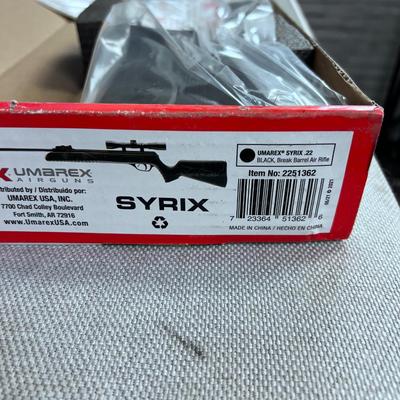 UMAREX
AIRGUNS
tributed by / Distribuido por:
UMAREX USA, INC.
7700 Chad Colley Boulevard
Fort Smith, AR 72916
www.UmarexUSA.com
SYRIX
UMAREX® SYRIX .22
BLACK, Break Barrel Air Rifle
Item No: 2251362
7 23364 51362 6
MADE IN CHINA / HECHO EN CHINA